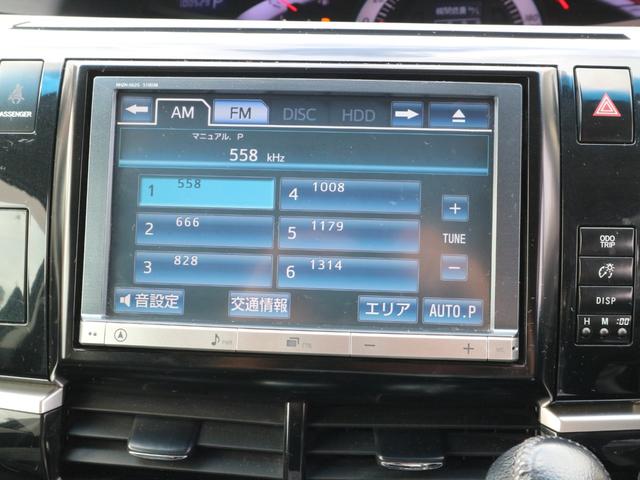 PASSENGER
AM FM DISC HDD
マニュアル. P
558 kHz
1 558
4 1008
2 666
5 1179
3 828
6 1314
+
TUNE
−
音設定
交通情報
エリア
AUTO.P
ODO
TRIP
DISP
H M :00
− +